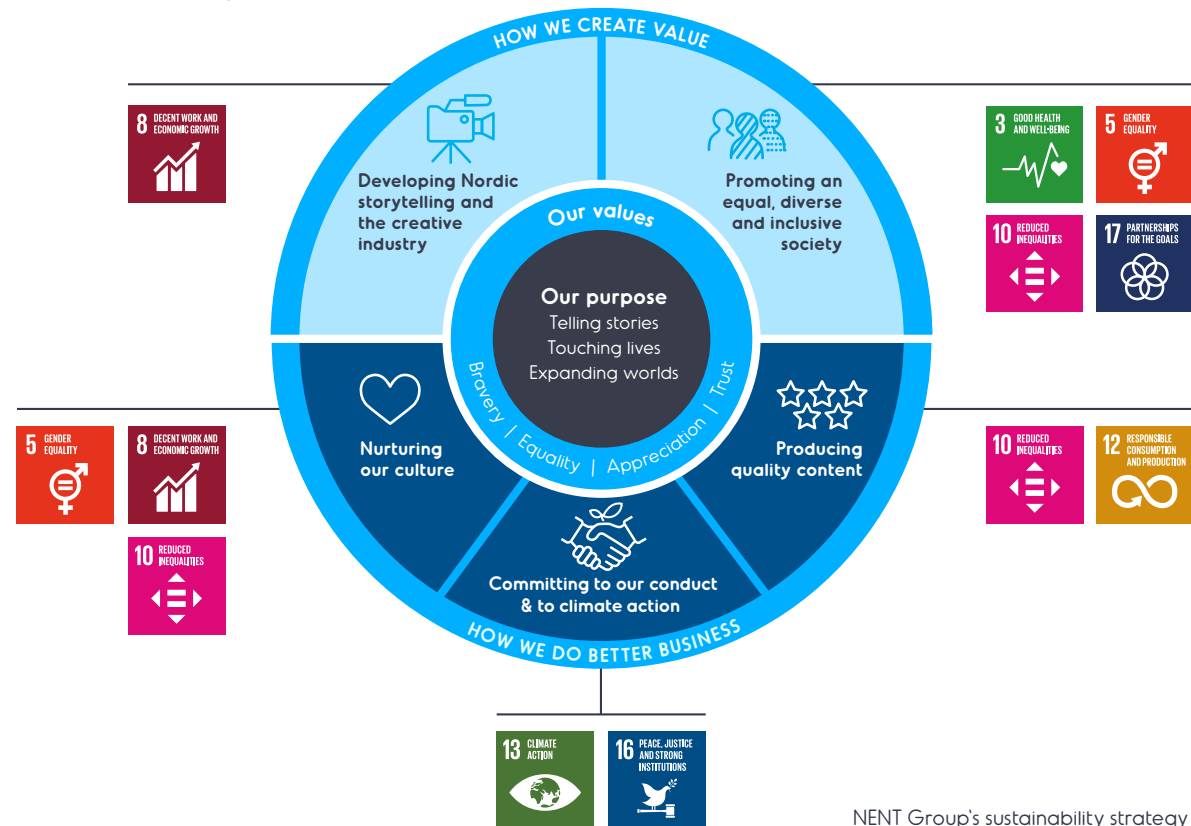 HOW WE CREATE VALUE
8 DECENT WORK AND
ECONOMIC GROWTH
Developing Nordic
storytelling and
the creative
industry
Promoting an
equal, diverse
and inclusive
society
3 GOOD HEALTH
AND WELL-BEING
5 GENDER
EQUALITY
10 REDUCED
INEQUALITIES
17 PARTNERSHIPS
FOR THE GOALS
Our values
Our purpose
Telling stories
Touching lives
Expanding worlds
Bravery | Equality | Appreciation | Trust
5 GENDER
EQUALITY
8 DECENT WORK AND
ECONOMIC GROWTH
10 REDUCED
INEQUALITIES
Nurturing
our culture
Producing
quality content
10 REDUCED
INEQUALITIES
12 RESPONSIBLE
CONSUMPTION
AND PRODUCTION
Committing to our conduct
& to climate action
HOW WE DO BETTER BUSINESS
13 CLIMATE
ACTION
16 PEACE, JUSTICE
AND STRONG
INSTITUTIONS
NENT Group's sustainability strategy